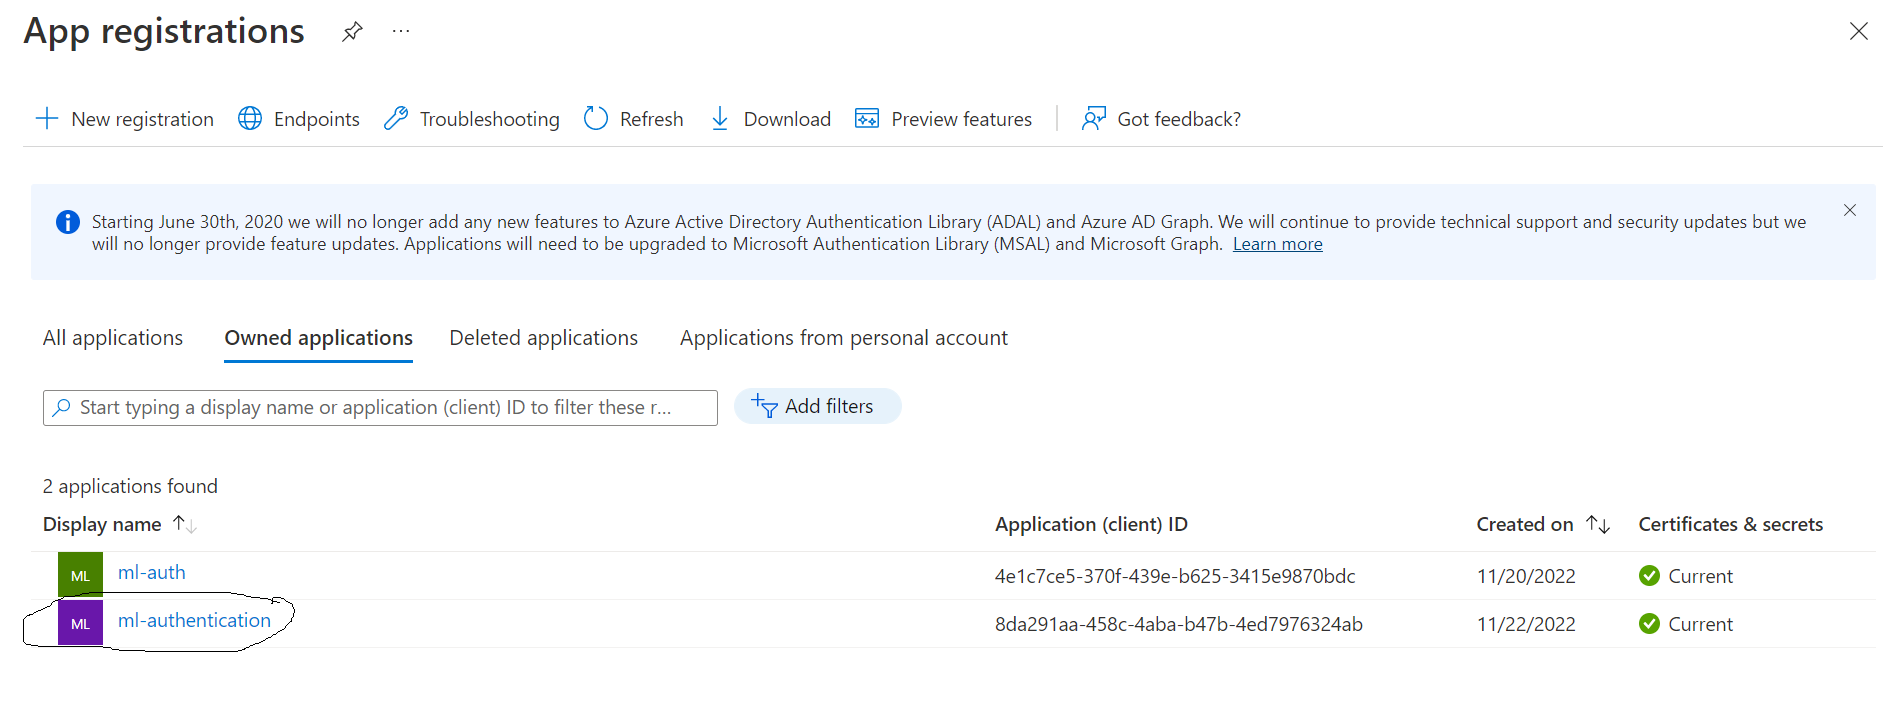 App registrations
New registration Endpoints Troubleshooting Refresh Download Preview features Got feedback?
Starting June 30th, 2020 we will no longer add any new features to Azure Active Directory Authentication Library (ADAL) and Azure AD Graph. We will continue to provide technical support and security updates but we
will no longer provide feature updates. Applications will need to be upgraded to Microsoft Authentication Library (MSAL) and Microsoft Graph. Learn more
All applications Owned applications Deleted applications Applications from personal account
Start typing a display name or application (client) ID to filter these r... Add filters
2 applications found
Display name Application (client) ID Created on Certificates & secrets
ML ml-auth 4e1c7ce5-370f-439e-b625-3415e9870bdc 11/20/2022 Current
ML ml-authentication 8da291aa-458c-4aba-b47b-4ed7976324ab 11/22/2022 Current